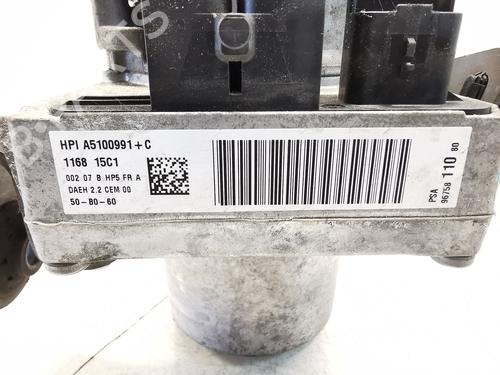 HPI A5100991+C
1168 15C1
002 07 B HP5 FR A
DAEH 2.2 CEM 00
50-B0-60
PSA
96758 110 80